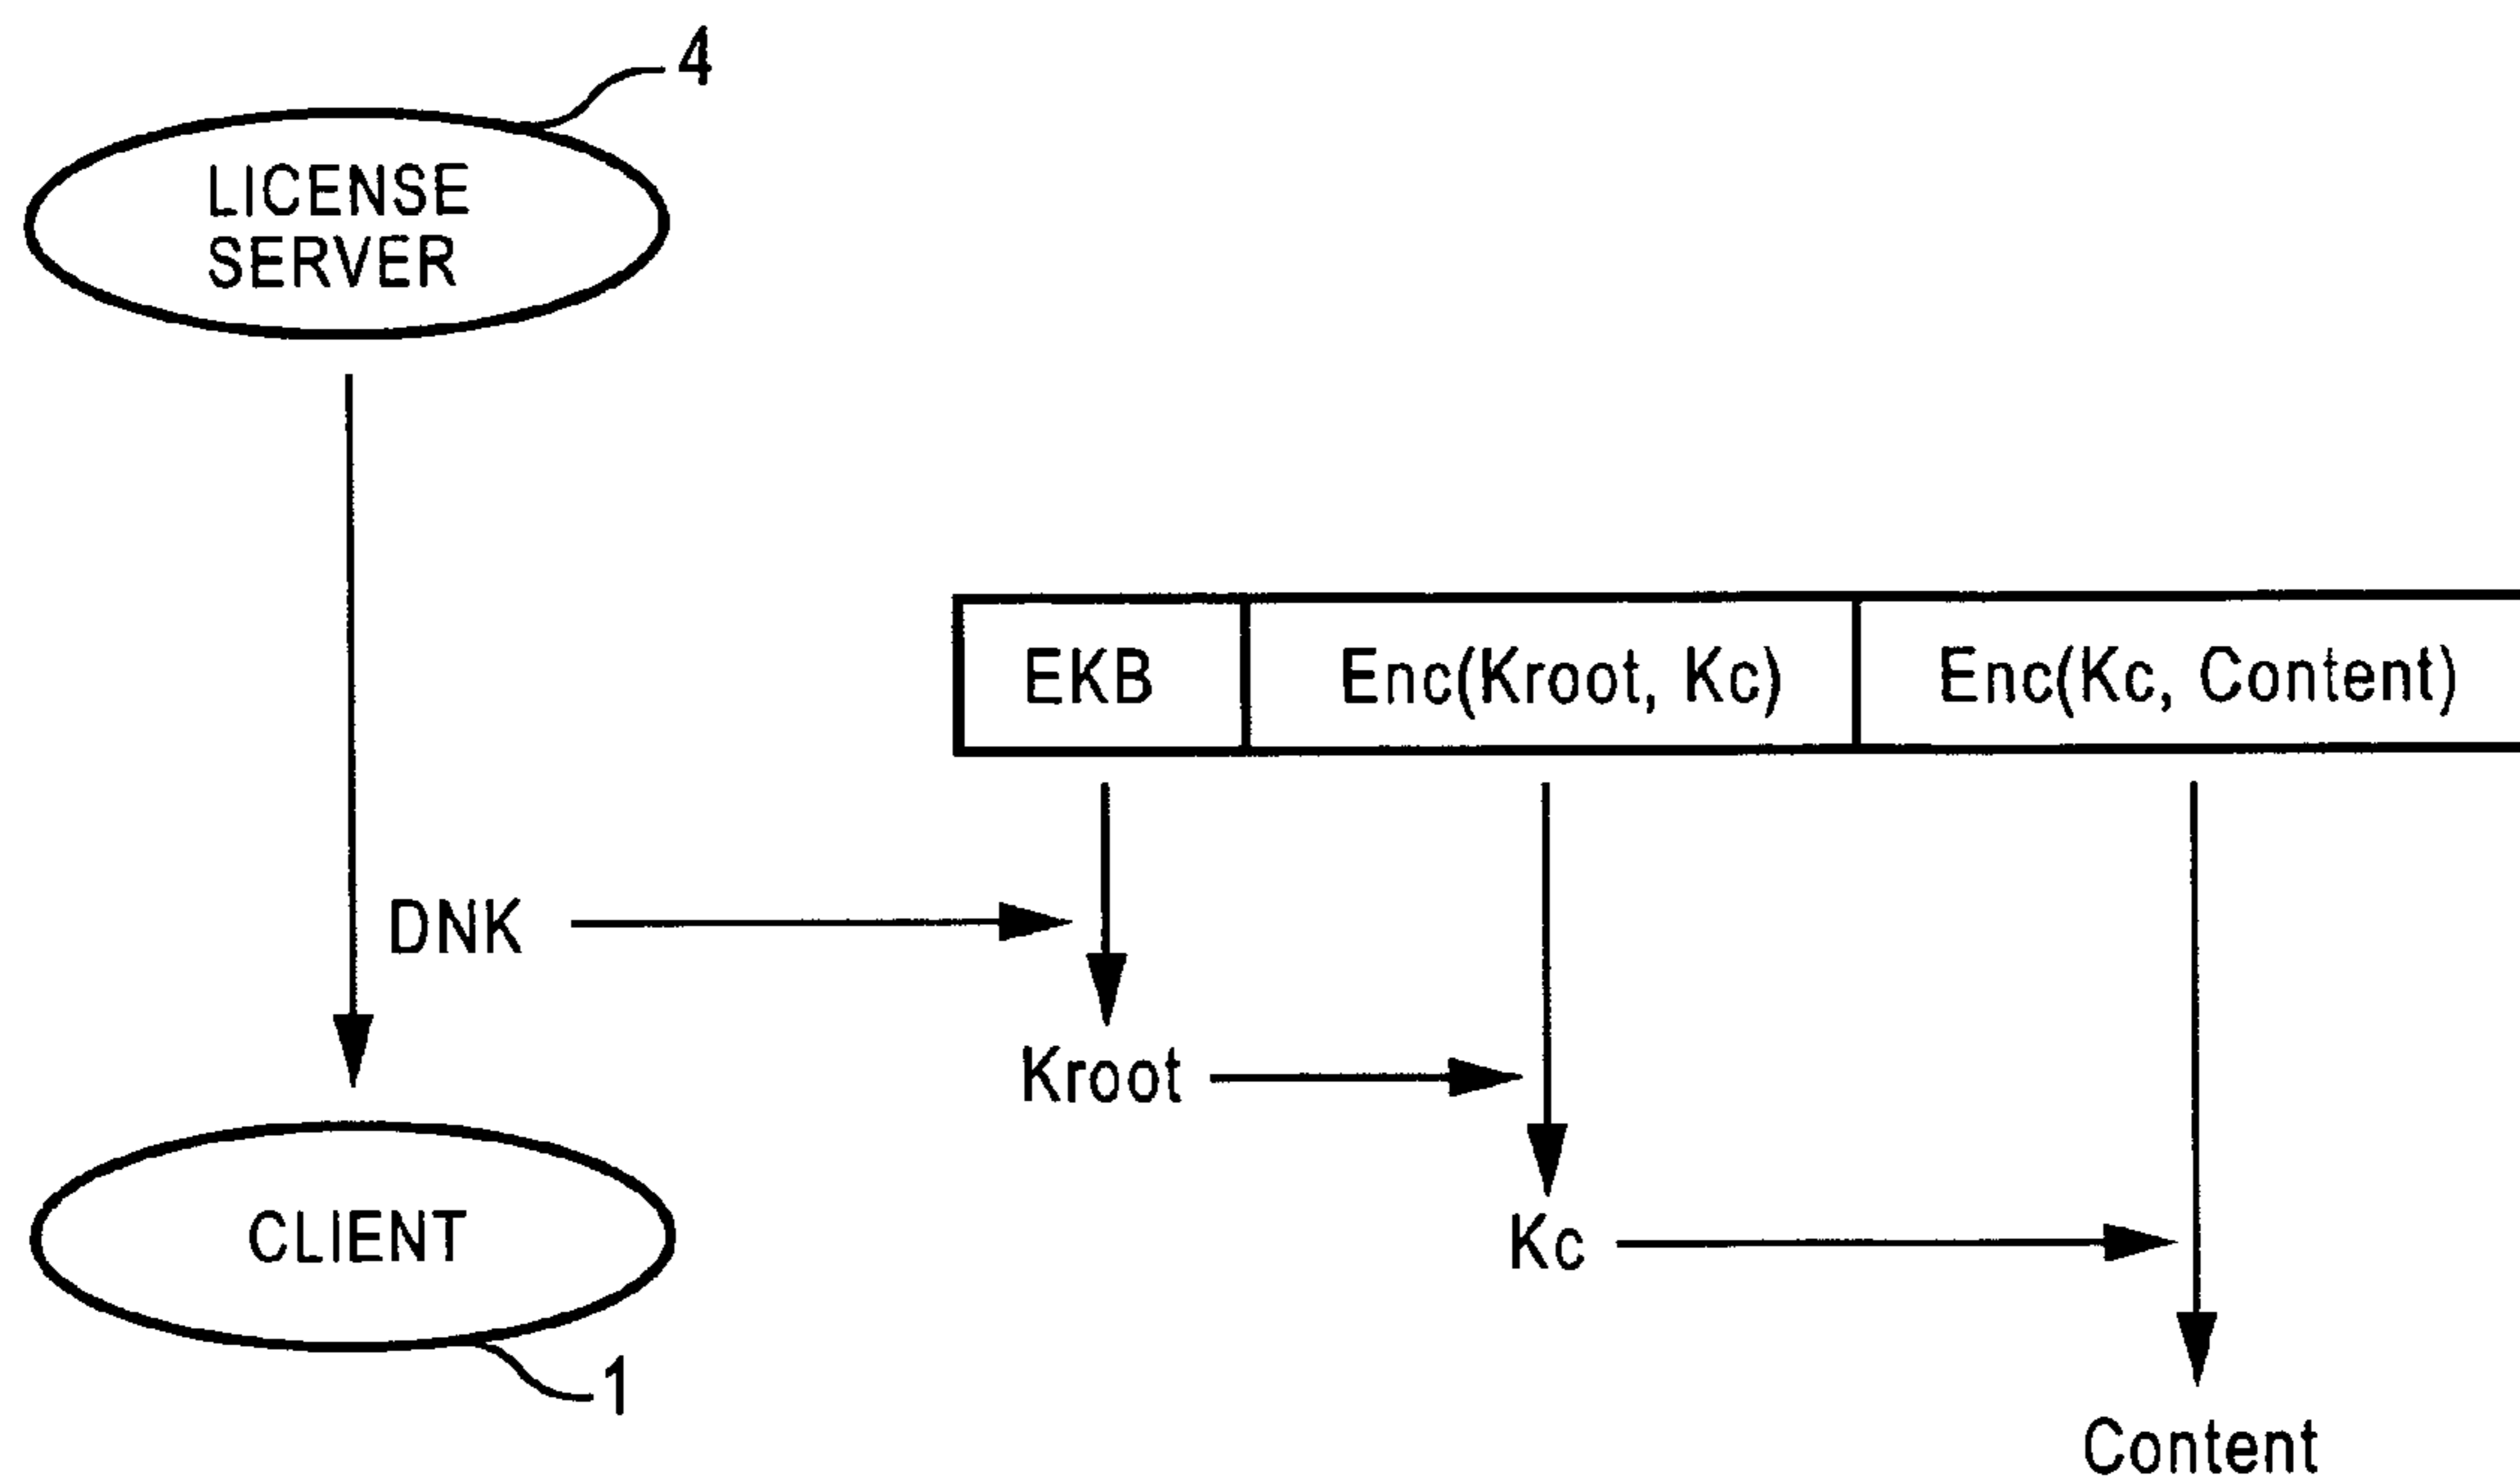 4
LICENSE
SERVER
EKB
Enc(Kroot, Kc)
Enc(Kc, Content)
DNK
Kroot
Kc
CLIENT
1
Content